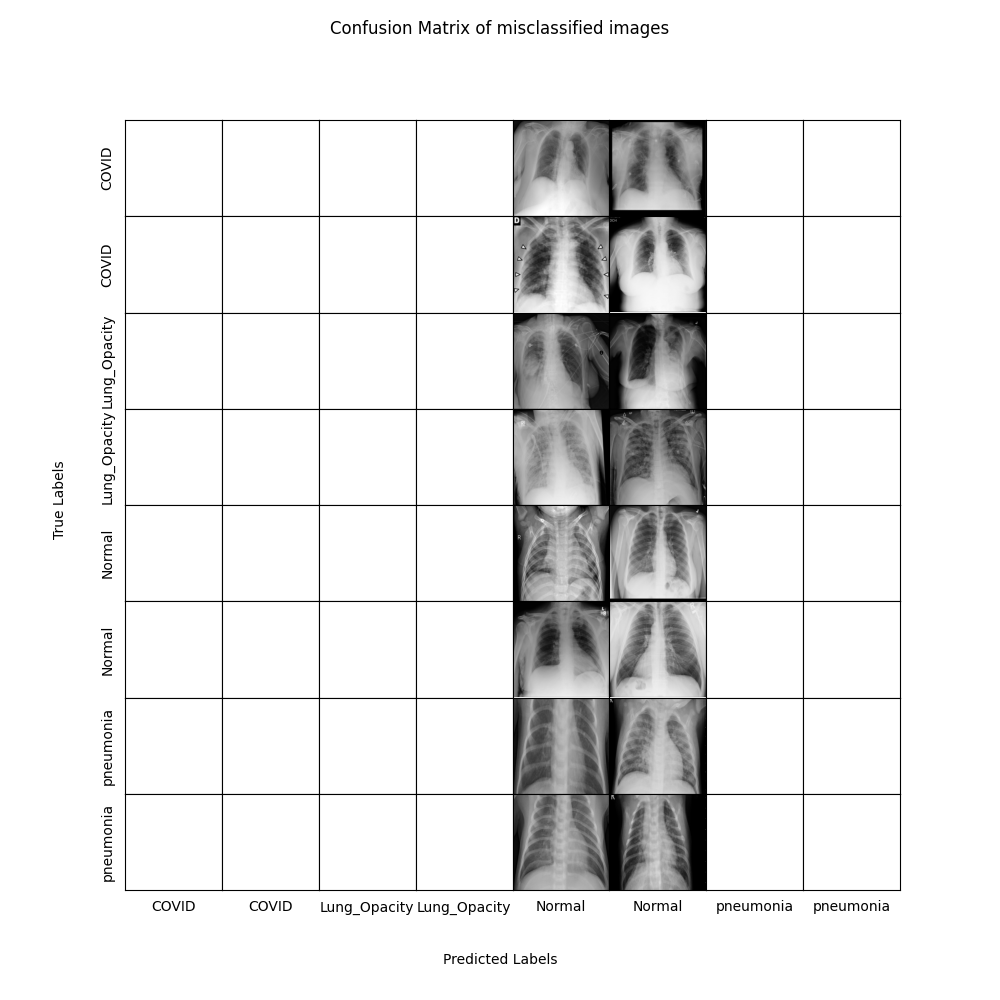 Confusion Matrix of misclassified images
True Labels
COVID
COVID
Lung_Opacity
Lung_Opacity
Normal
Normal
pneumonia
pneumonia
COVID COVID Lung_Opacity Lung_Opacity Normal Normal pneumonia pneumonia
Predicted Labels